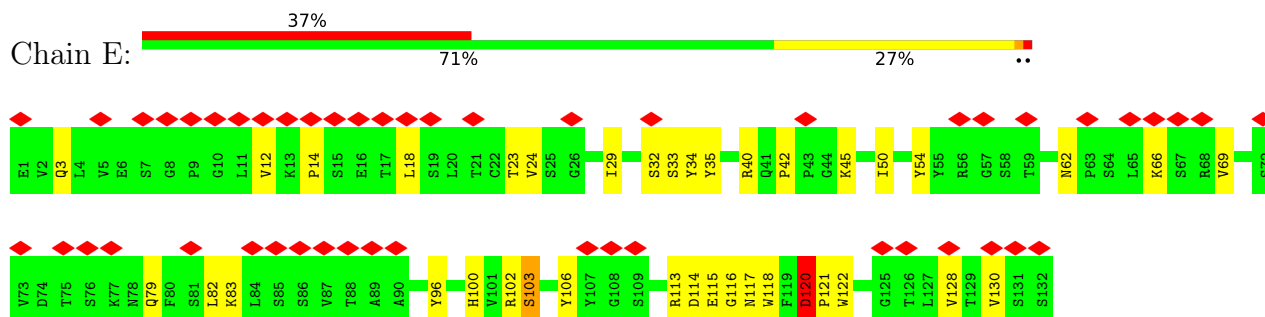 37%
Chain E:
71% 27% ••
E1 V2 Q3 L4 V5 E6 S7 G8 P9 G10 L11 V12 K13 P14 S15 E16 T17 L18 S19 L20 T21 C22 T23 V24 S25 G26 I29 S32 S33 Y34 Y35 R40 Q41 P42 P43 G44 K45 I50 Y54 Y55 R56 G57 S58 T59 N62 P63 S64 L65 K66 S67 R68 V69
V73 D74 T75 S76 K77 N78 Q79 F80 S81 L82 K83 L84 S85 S86 V87 T88 A89 A90 Y96 H100 V101 R102 S103 Y106 Y107 G108 S109 R113 D114 E115 G116 N117 W118 F119 D120 P121 W122 G125 T126 L127 V128 T129 V130 S131 S132